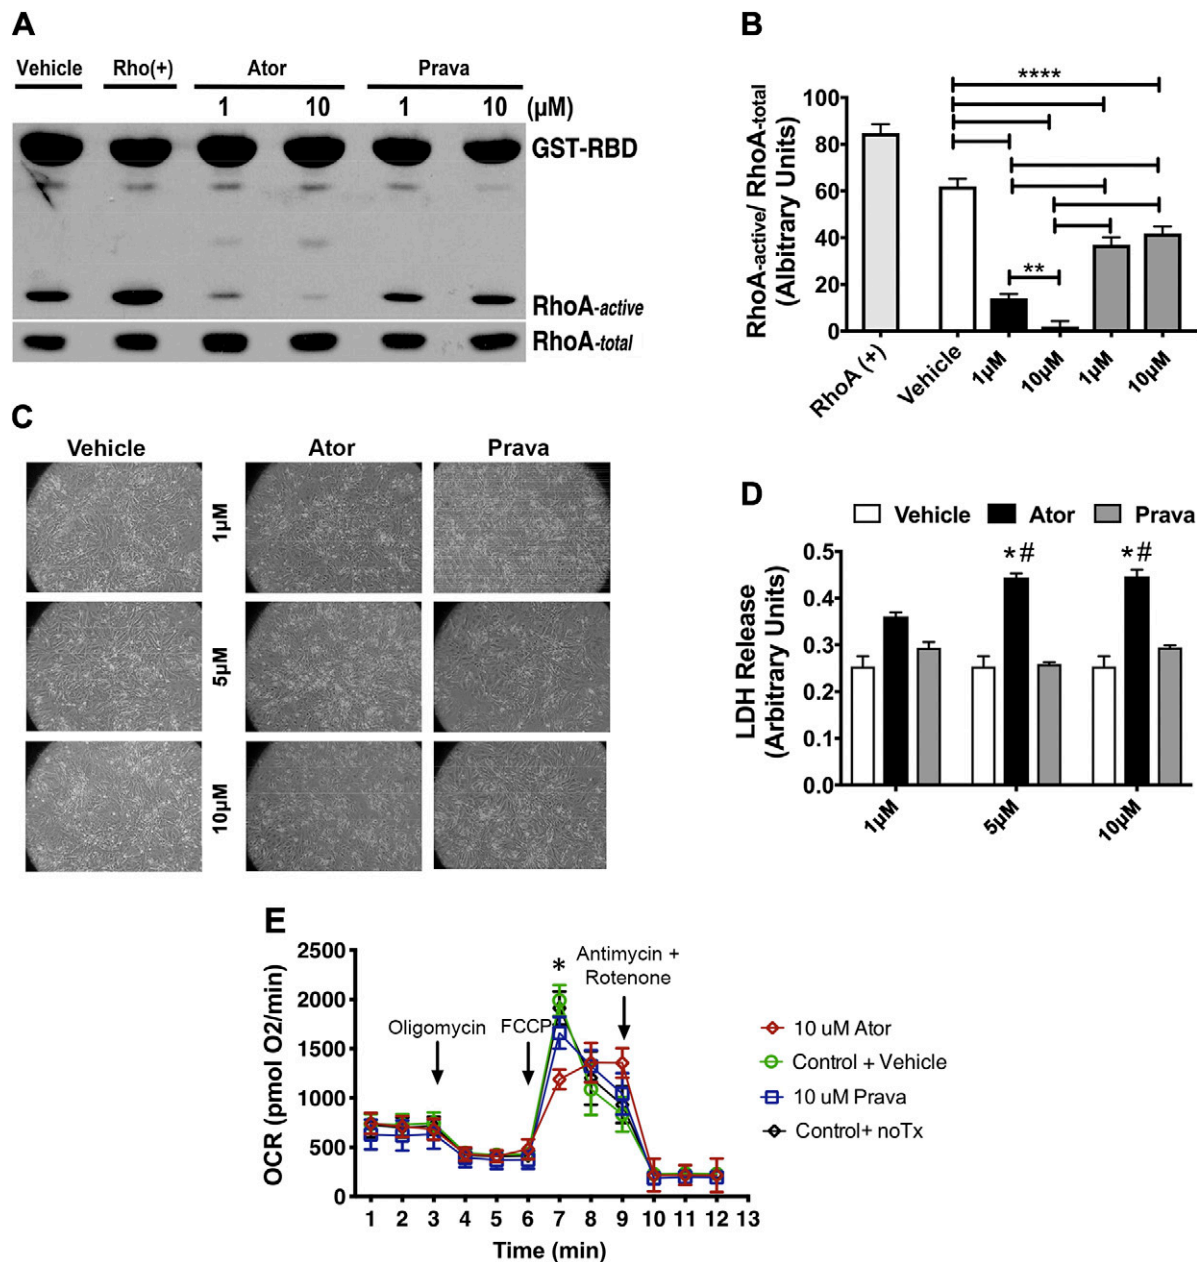 A
Vehicle Rho(+) Ator Prava
1 10 1 10 (µM)
GST-RBD
RhoA-active
RhoA-total
B
RhoA-active/ RhoA-total
(Albitrary Units)
100
80
60
40
20
0
****
**
RhoA (+) Vehicle 1µM 10µM 1µM 10µM
C
Vehicle Ator Prava
1µM
5µM
10µM
D
Vehicle Ator Prava
LDH Release
(Arbitrary Units)
0.5
0.4
0.3
0.2
0.1
0.0
*# *#
1µM 5µM 10µM
E
OCR (pmol O2/min)
2500
2000
1500
1000
500
0
Oligomycin
FCCP
*
Antimycin +
Rotenone
1 2 3 4 5 6 7 8 9 10 11 12 13
Time (min)
10 uM Ator
Control + Vehicle
10 uM Prava
Control+ noTx